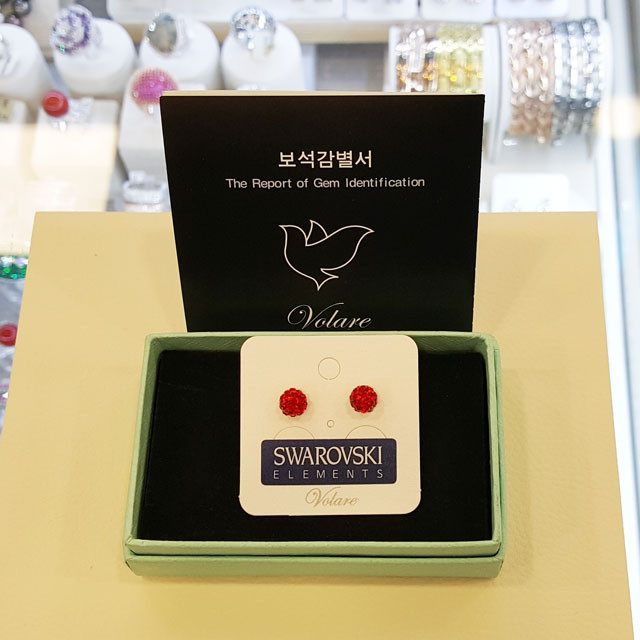 보석감별서
The Report of Gem Identification
Volare
SWAROVSKI
ELEMENTS
Volare